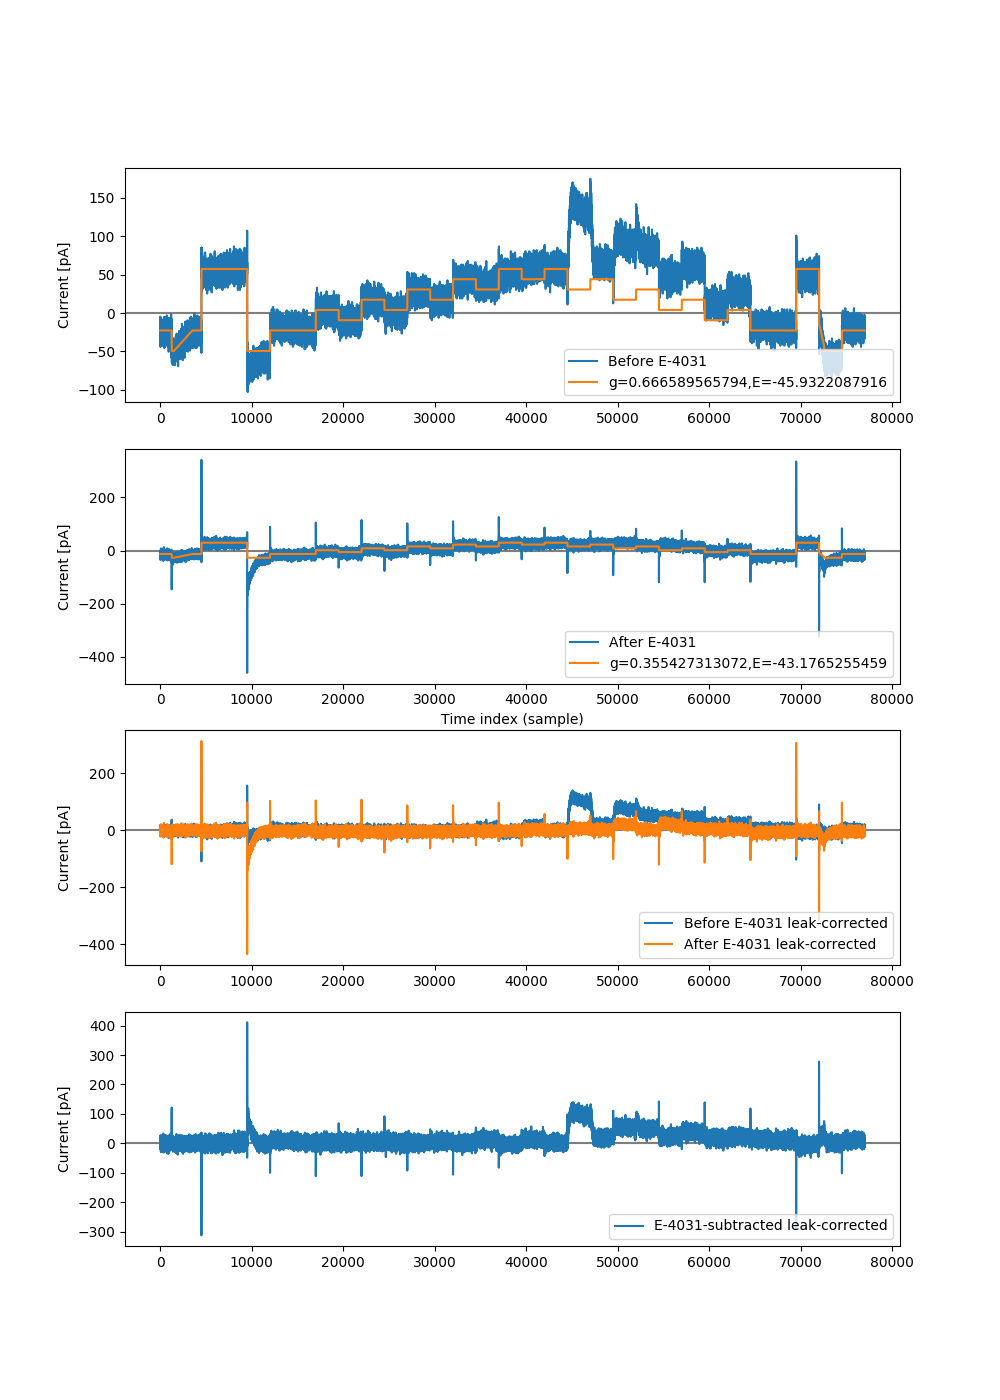 150
100
50
0
−50
−100
Current [pA]
Before E-4031
g=0.666589565794,E=-45.9322087916
0 10000 20000 30000 40000 50000 60000 70000 80000
200
0
−200
−400
Current [pA]
After E-4031
g=0.355427313072,E=-43.1765255459
0 10000 20000 30000 40000 50000 60000 70000 80000
Time index (sample)
200
0
−200
−400
Current [pA]
Before E-4031 leak-corrected
After E-4031 leak-corrected
0 10000 20000 30000 40000 50000 60000 70000 80000
400
300
200
100
0
−100
−200
−300
Current [pA]
E-4031-subtracted leak-corrected
0 10000 20000 30000 40000 50000 60000 70000 80000